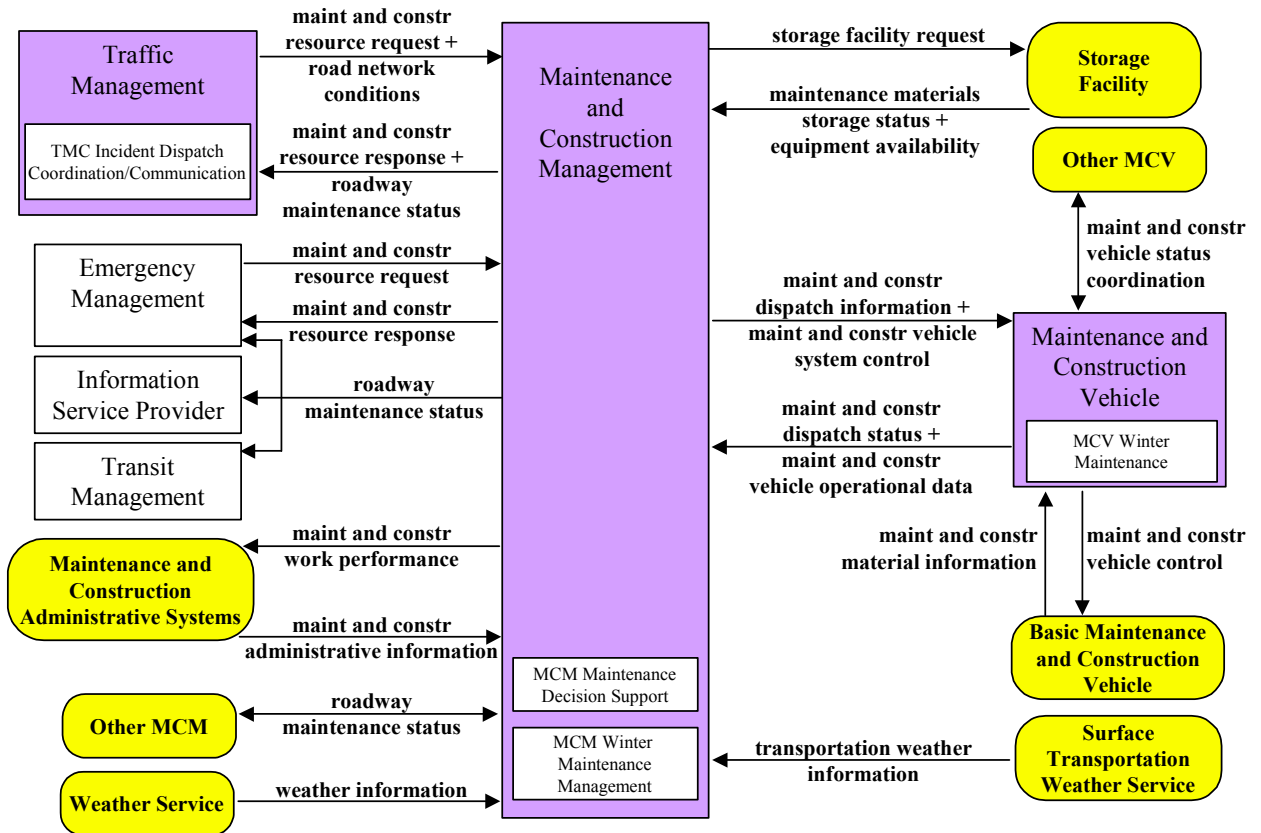 Traffic
Management
TMC Incident Dispatch
Coordination/Communication
maint and constr
resource request +
road network
conditions
maint and constr
resource response +
roadway
maintenance status
Emergency
Management
maint and constr
resource request
maint and constr
resource response
Information
Service Provider
roadway
maintenance status
Transit
Management
maint and constr
work performance
Maintenance and
Construction
Administrative Systems
maint and constr
administrative information
Other MCM
roadway
maintenance status
Weather Service
weather information
Maintenance
and
Construction
Management
MCM Maintenance
Decision Support
MCM Winter
Maintenance
Management
storage facility request
Storage
Facility
maintenance materials
storage status +
equipment availability
Other MCV
maint and constr
vehicle status
coordination
maint and constr
dispatch information +
maint and constr vehicle
system control
Maintenance and
Construction
Vehicle
MCV Winter
Maintenance
maint and constr
dispatch status +
maint and constr
vehicle operational data
maint and constr
material information
maint and constr
vehicle control
Basic Maintenance
and Construction
Vehicle
transportation weather
information
Surface
Transportation
Weather Service